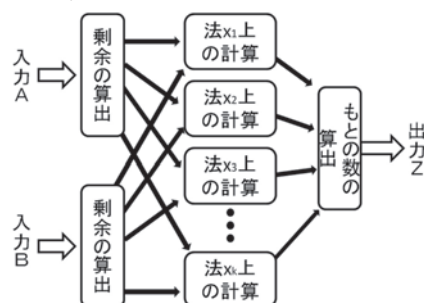 入力A
剰余の算出
入力B
剰余の算出
法x₁上
の計算
法x₂上
の計算
法x₃上
の計算
法xₖ上
の計算
もとの数の
算出
出力Z